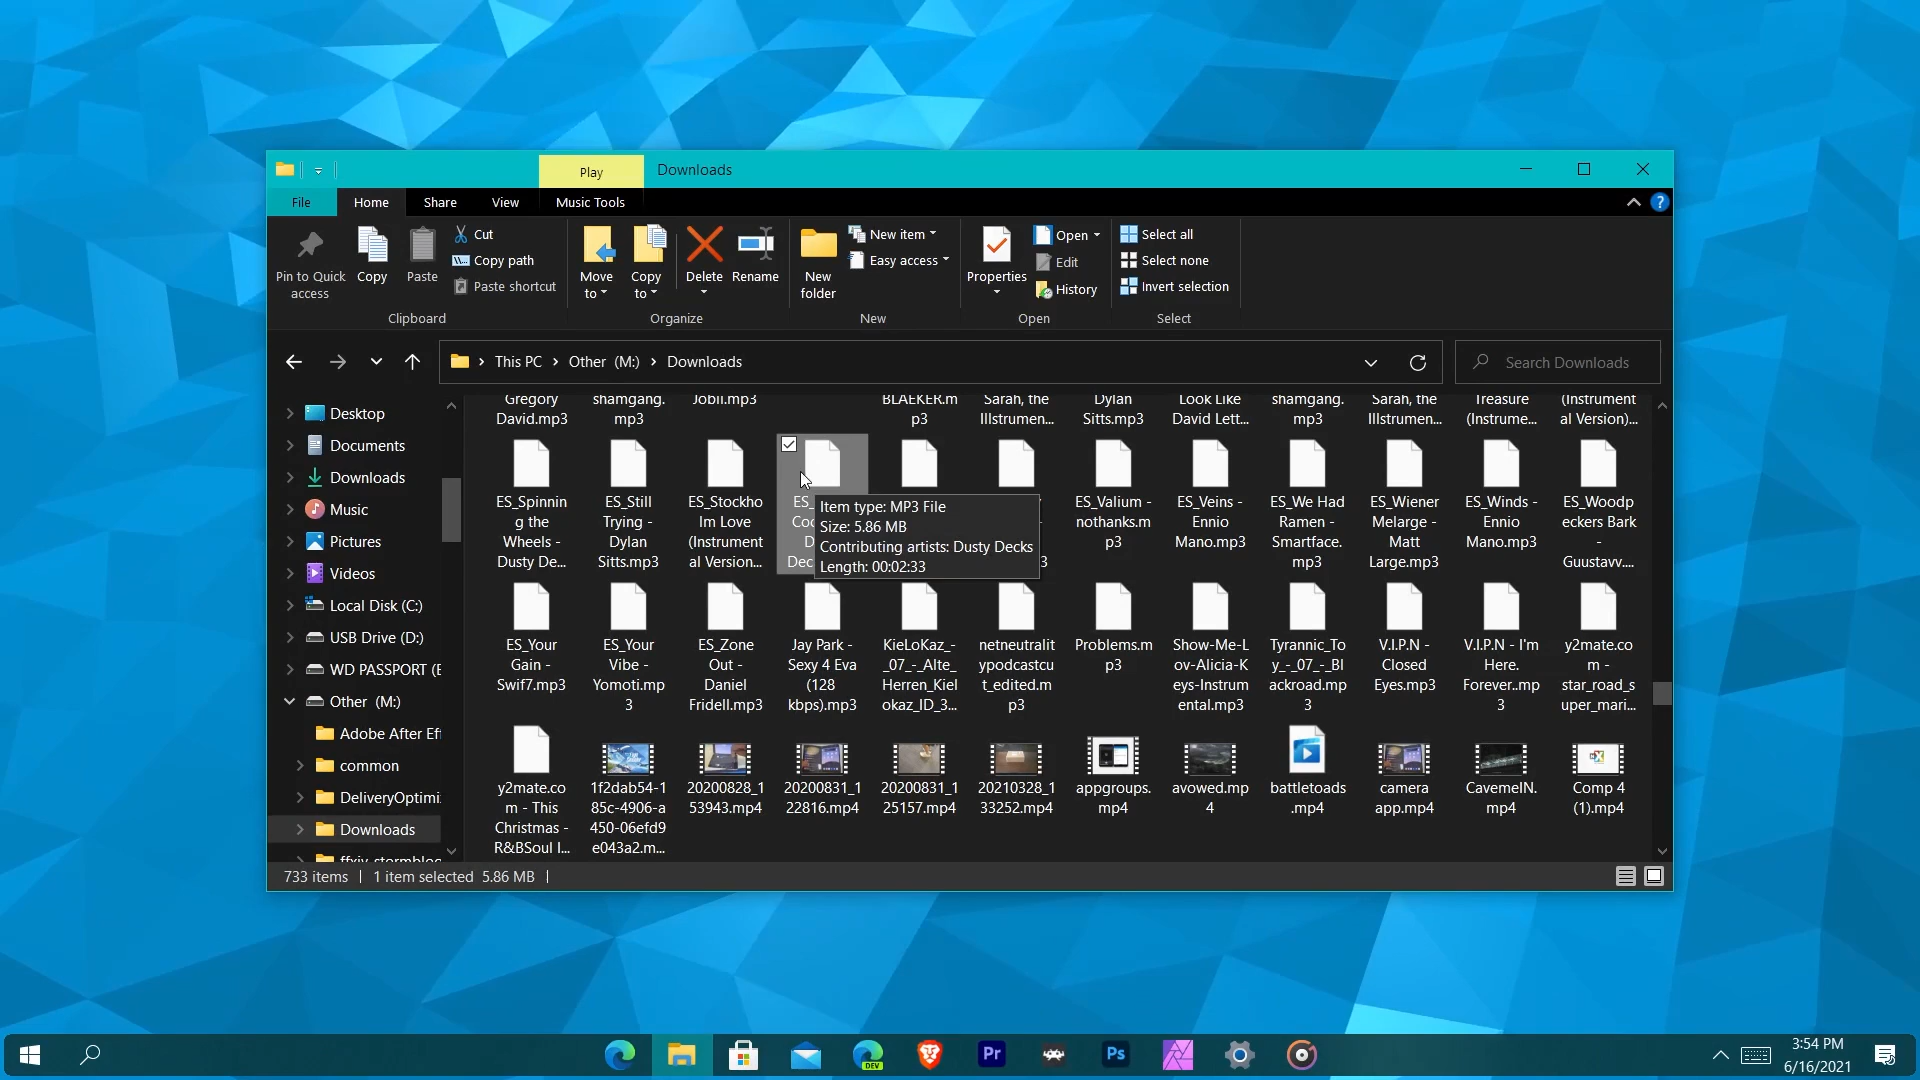 Play
Downloads
File
Home
Share
View
Music Tools
Pin to Quick
access
Copy
Paste
Cut
Copy path
Paste shortcut
Clipboard
Move
to
Copy
to
Delete
Rename
Organize
New
folder
New item
Easy access
New
Properties
Open
Edit
History
Open
Select all
Select none
Invert selection
Select
This PC
Other (M:)
Downloads
Search Downloads
Desktop
Documents
Downloads
Music
Pictures
Videos
Local Disk (C:)
USB Drive (D:)
WD PASSPORT (E
Other (M:)
Adobe After Eff
common
DeliveryOptimi
Downloads
Gregory
David.mp3
shamgang.
mp3
Jobii.mp3
BLAEKER.m
p3
Sarah, the
Illstrumen...
Dylan
Sitts.mp3
Look Like
David Lett...
shamgang.
mp3
Sarah, the
Illstrumen...
Treasure
(Instrume...
(Instrument
al Version)...
ES_Spinnin
g the
Wheels -
Dusty De...
ES_Still
Trying -
Dylan
Sitts.mp3
ES_Stockho
lm Love
(Instrument
al Version...
Item type: MP3 File
Size: 5.86 MB
Contributing artists: Dusty Decks
Length: 00:02:33
ES_Valium -
nothanks.m
p3
ES_Veins -
Ennio
Mano.mp3
ES_We Had
Ramen -
Smartface.
mp3
ES_Wiener
Melarge -
Matt
Large.mp3
ES_Winds -
Ennio
Mano.mp3
ES_Woodp
eckers Bark
-
Guustavv....
ES_Your
Gain -
Swif7.mp3
ES_Your
Vibe -
Yomoti.mp
3
ES_Zone
Out -
Daniel
Fridell.mp3
Jay Park -
Sexy 4 Eva
(128
kbps).mp3
KieLoKaz_-
_07_-_Alte_
Herren_Kiel
okaz_ID_3...
netneutralit
ypodcastcu
t_edited.m
p3
Problems.m
p3
Show-Me-L
ov-Alicia-K
eys-Instrum
ental.mp3
Tyrannic_To
y_-_07_-_Bl
ackroad.mp
3
V.I.P.N -
Closed
Eyes.mp3
V.I.P.N - I'm
Here.
Forever..mp
3
y2mate.co
m -
star_road_s
uper_mari...
y2mate.co
m - This
Christmas -
R&BSoul I...
1f2dab54-1
85c-4906-a
450-06efd9
e043a2.m...
20200828_1
53943.mp4
20200831_1
22816.mp4
20200831_1
25157.mp4
20210328_1
33252.mp4
appgroups.
mp4
avowed.mp
4
battletoads
.mp4
camera
app.mp4
CavemeIN.
mp4
Comp 4
(1).mp4
733 items
1 item selected 5.86 MB
DEV
Pr
Ps
3:54 PM
6/16/2021